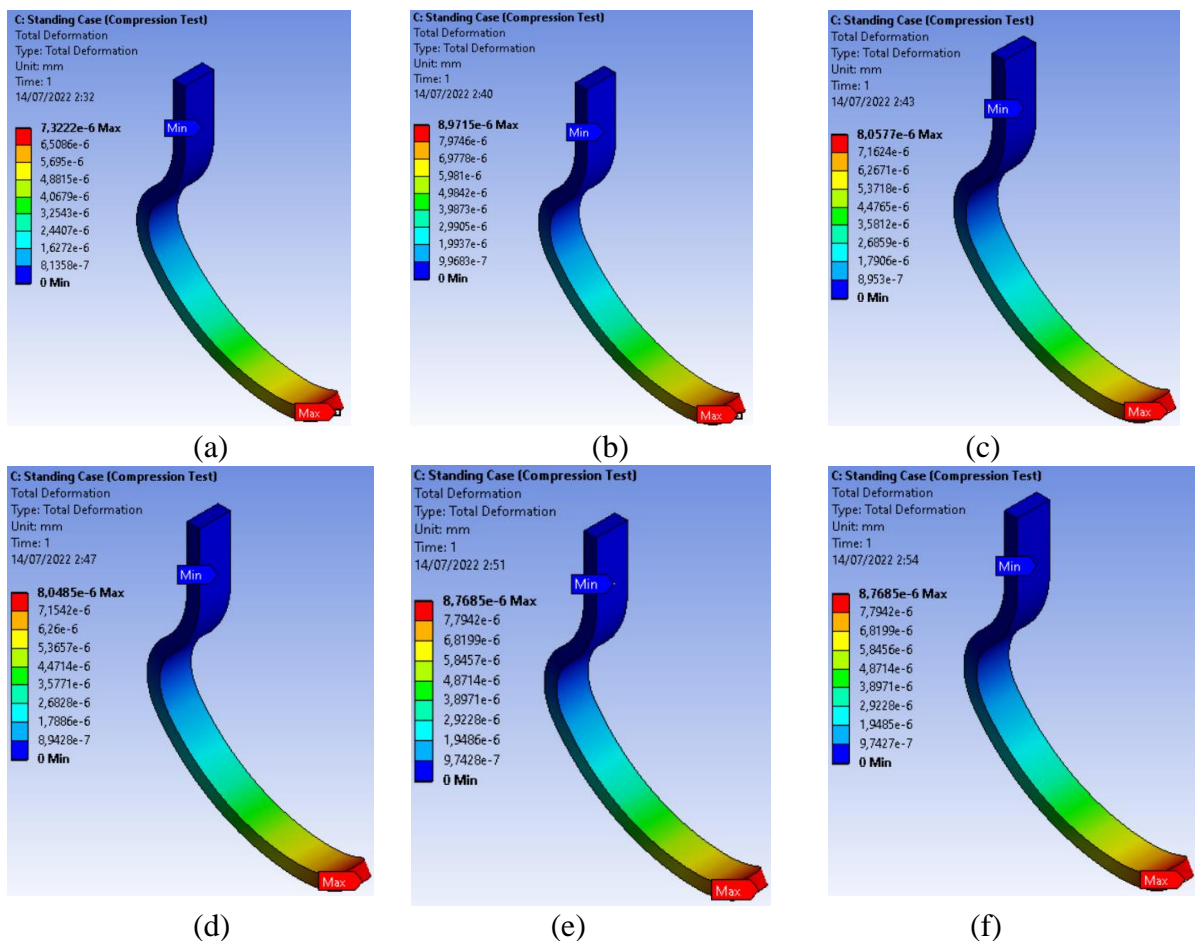 C: Standing Case (Compression Test)
Total Deformation
Type: Total Deformation
Unit: mm
Time: 1
14/07/2022 2:32
7,3222e-6 Max
6,5086e-6
5,695e-6
4,8815e-6
4,0679e-6
3,2543e-6
2,4407e-6
1,6272e-6
8,1358e-7
0 Min
Min
Max
(a)
C: Standing Case (Compression Test)
Total Deformation
Type: Total Deformation
Unit: mm
Time: 1
14/07/2022 2:40
8,9715e-6 Max
7,9746e-6
6,9778e-6
5,981e-6
4,9842e-6
3,9873e-6
2,9905e-6
1,9937e-6
9,9683e-7
0 Min
Min
Max
(b)
C: Standing Case (Compression Test)
Total Deformation
Type: Total Deformation
Unit: mm
Time: 1
14/07/2022 2:43
8,0577e-6 Max
7,1624e-6
6,2671e-6
5,3718e-6
4,4765e-6
3,5812e-6
2,6859e-6
1,7906e-6
8,953e-7
0 Min
Min
Max
(c)
C: Standing Case (Compression Test)
Total Deformation
Type: Total Deformation
Unit: mm
Time: 1
14/07/2022 2:47
8,0485e-6 Max
7,1542e-6
6,26e-6
5,3657e-6
4,4714e-6
3,5771e-6
2,6828e-6
1,7886e-6
8,9428e-7
0 Min
Min
Max
(d)
C: Standing Case (Compression Test)
Total Deformation
Type: Total Deformation
Unit: mm
Time: 1
14/07/2022 2:51
8,7685e-6 Max
7,7942e-6
6,8199e-6
5,8457e-6
4,8714e-6
3,8971e-6
2,9228e-6
1,9486e-6
9,7428e-7
0 Min
Min
Max
(e)
C: Standing Case (Compression Test)
Total Deformation
Type: Total Deformation
Unit: mm
Time: 1
14/07/2022 2:54
8,7685e-6 Max
7,7942e-6
6,8199e-6
5,8456e-6
4,8714e-6
3,8971e-6
2,9228e-6
1,9485e-6
9,7427e-7
0 Min
Min
Max
(f)